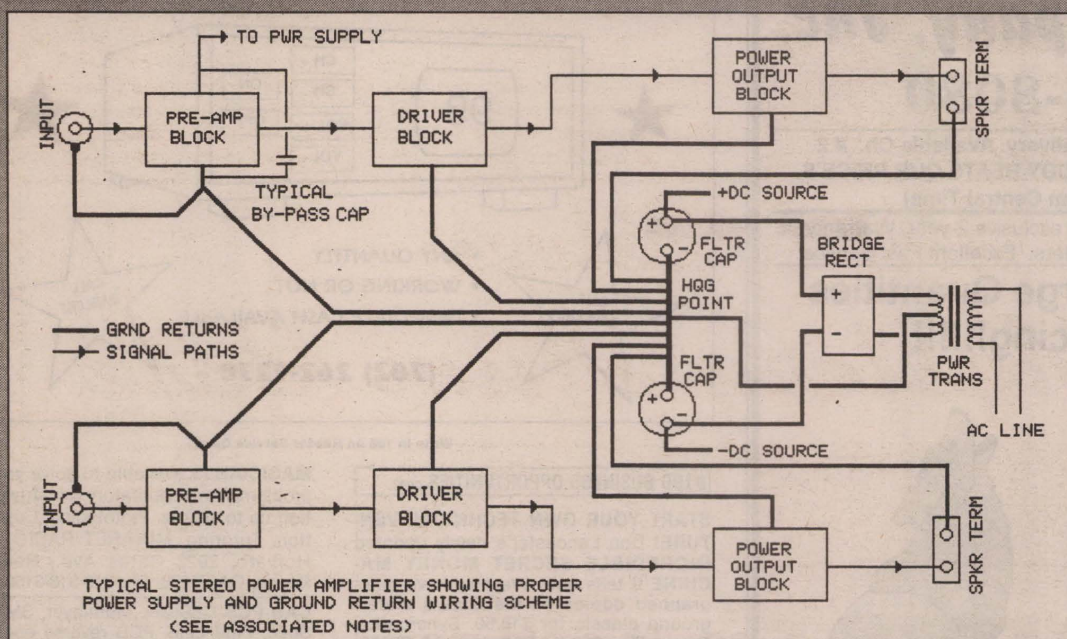 TO PWR SUPPLY
INPUT
PRE-AMP
BLOCK
DRIVER
BLOCK
POWER
OUTPUT
BLOCK
SPKR TERM
TYPICAL
BY-PASS CAP
+DC SOURCE
+
-
FLTR
CAP
BRIDGE
RECT
HQG
POINT
GRND RETURNS
SIGNAL PATHS
-
PWR
TRANS
FLTR
CAP
+
-
AC LINE
-DC SOURCE
INPUT
PRE-AMP
BLOCK
DRIVER
BLOCK
POWER
OUTPUT
BLOCK
SPKR TERM
TYPICAL STEREO POWER AMPLIFIER SHOWING PROPER
POWER SUPPLY AND GROUND RETURN WIRING SCHEME
(SEE ASSOCIATED NOTES)